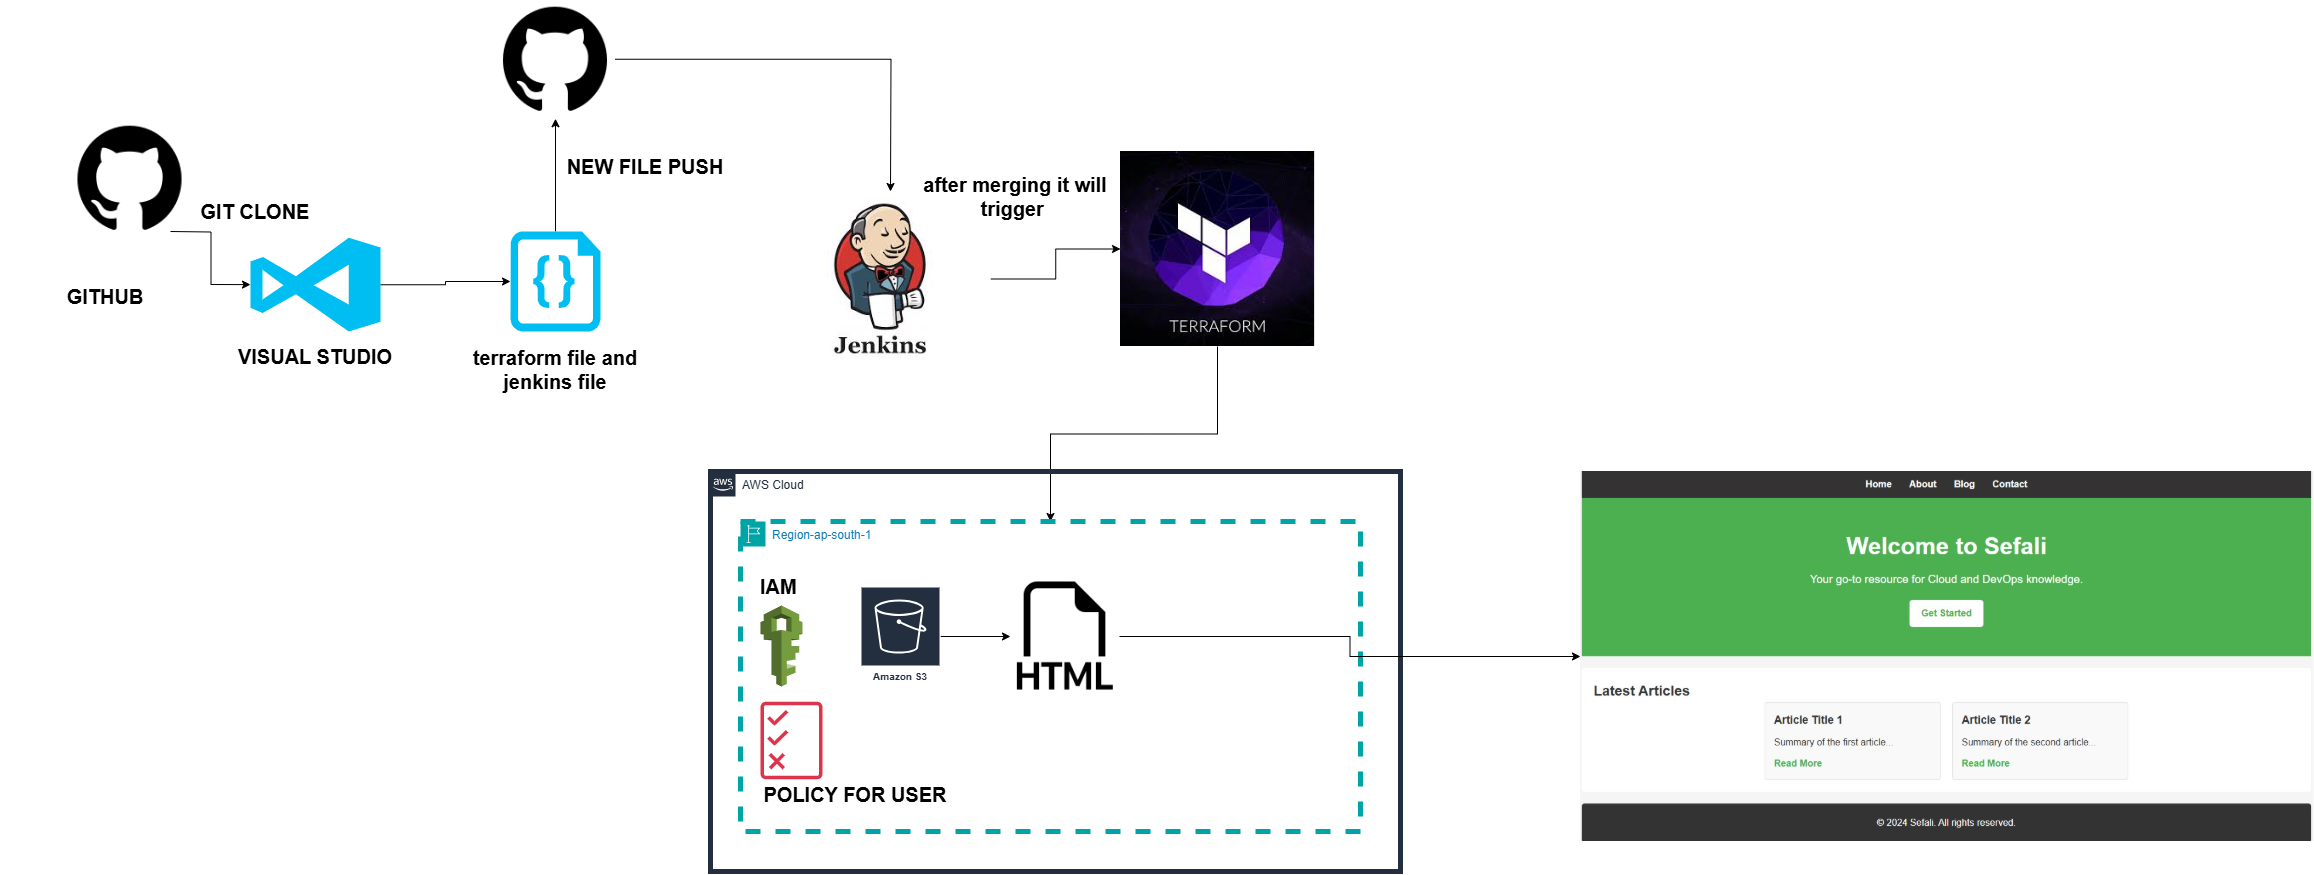 GIT CLONE
GITHUB
VISUAL STUDIO
NEW FILE PUSH
terraform file and
jenkins file
Jenkins
after merging it will
trigger
TERRAFORM
aws
AWS Cloud
Region-ap-south-1
IAM
Amazon S3
HTML
POLICY FOR USER
Home About Blog Contact
Welcome to Sefali
Your go-to resource for Cloud and DevOps knowledge.
Get Started
Latest Articles
Article Title 1
Summary of the first article...
Read More
Article Title 2
Summary of the second article...
Read More
© 2024 Sefali. All rights reserved.